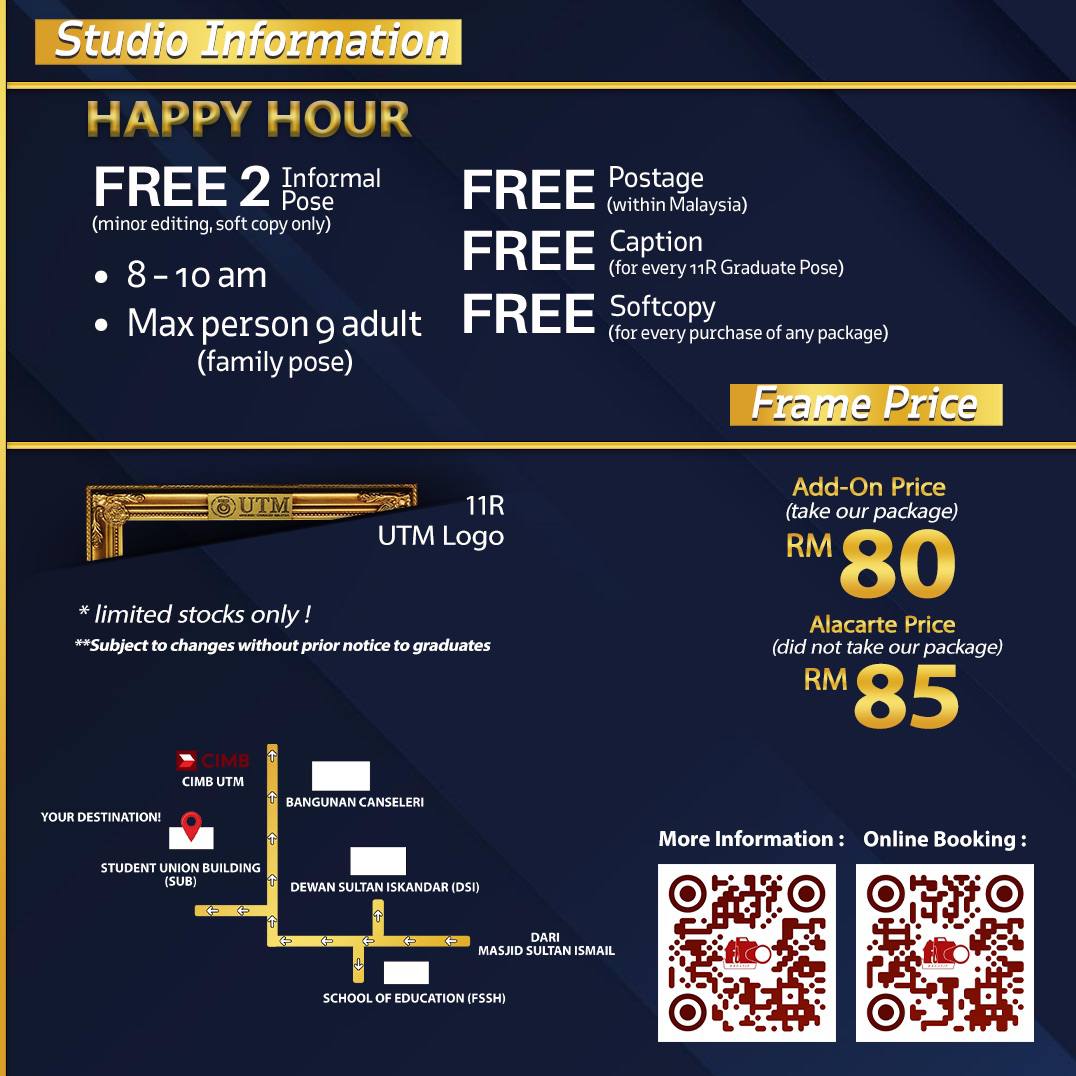 Studio Information
HAPPY HOUR
FREE 2 Informal
Pose
(minor editing, soft copy only)
• 8 – 10 am
• Max person 9 adult
(family pose)
FREE Postage
(within Malaysia)
FREE Caption
(for every 11R Graduate Pose)
FREE Softcopy
(for every purchase of any package)
Frame Price
UTM
11R
UTM Logo
* limited stocks only !
**Subject to changes without prior notice to graduates
Add-On Price
(take our package)
RM 80
Alacarte Price
(did not take our package)
RM 85
CIMB
CIMB UTM
BANGUNAN CANSELERI
YOUR DESTINATION!
STUDENT UNION BUILDING
(SUB)
DEWAN SULTAN ISKANDAR (DSI)
DARI
MASJID SULTAN ISMAIL
SCHOOL OF EDUCATION (FSSH)
More Information :
Online Booking :